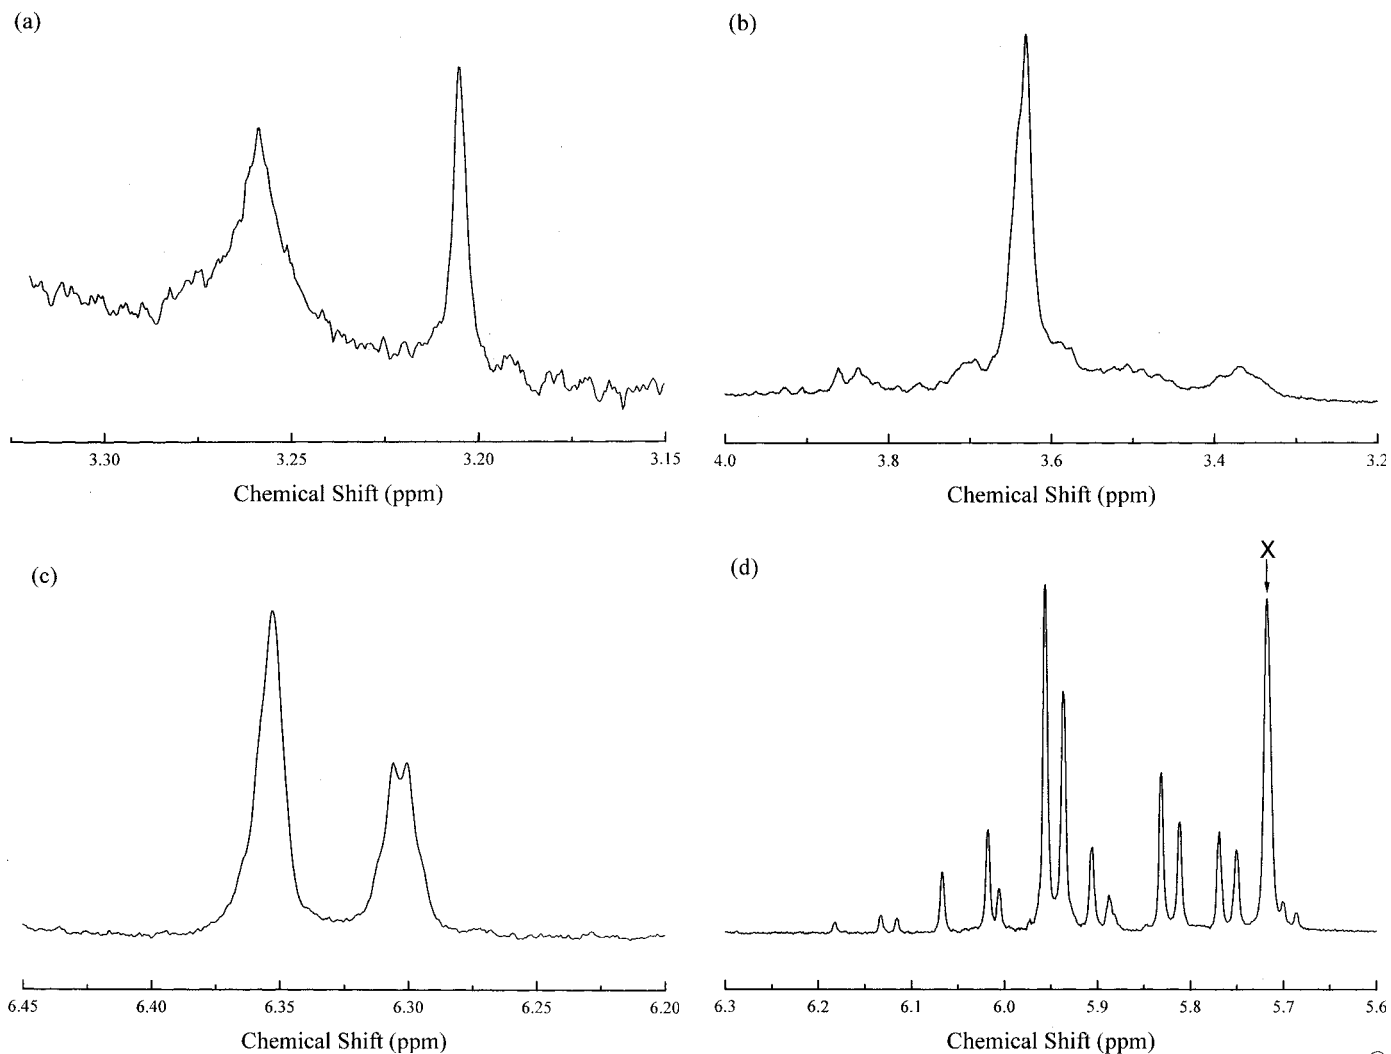 (a)
(b)
3.30 3.25 3.20 3.15
Chemical Shift (ppm)
4.0 3.8 3.6 3.4 3.2
Chemical Shift (ppm)
(c)
(d)
X
6.45 6.40 6.35 6.30 6.25 6.20
Chemical Shift (ppm)
6.3 6.2 6.1 6.0 5.9 5.8 5.7 5.6
Chemical Shift (ppm)